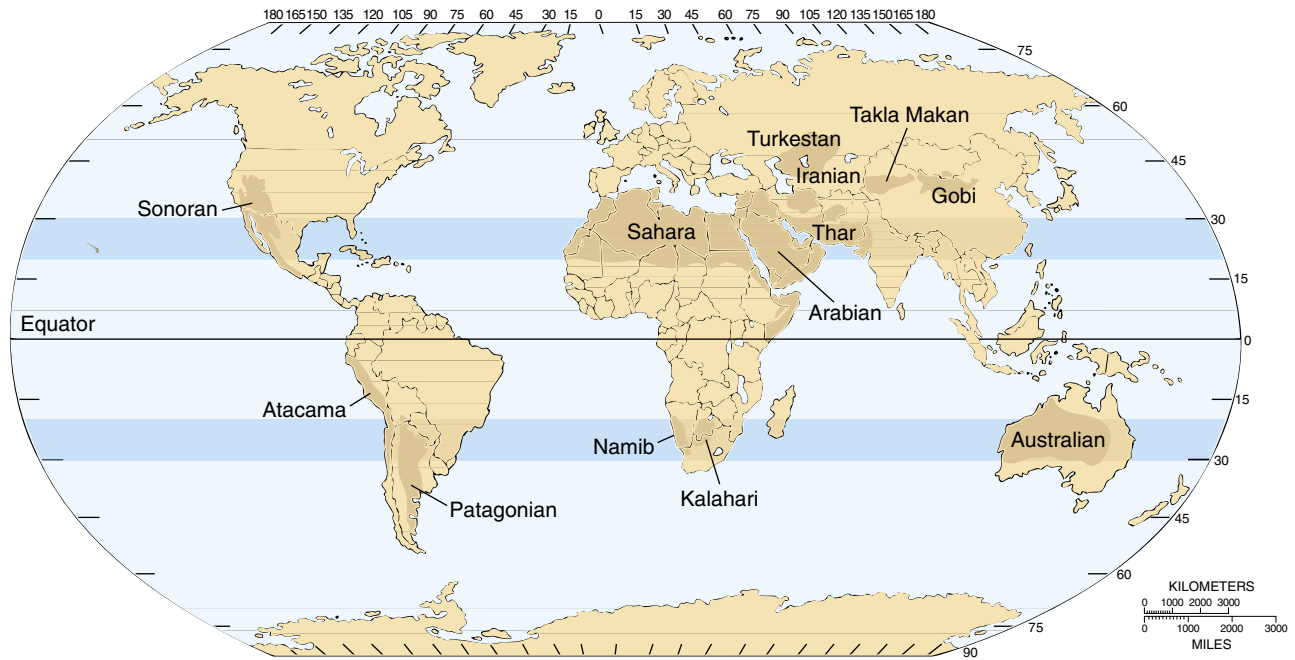 180 165 150 135 120 105 90 75 60 45 30 15 0 15 30 45 60 75 90 105 120 135 150 165 180
75
60
Takla Makan
Turkestan
45
Iranian
Gobi
Sonoran
30
Sahara
Thar
15
Arabian
Equator
0
15
Atacama
Australian
Namib
30
Kalahari
Patagonian
45
60
KILOMETERS
0 1000 2000 3000
0 1000 2000 3000
MILES
75
90